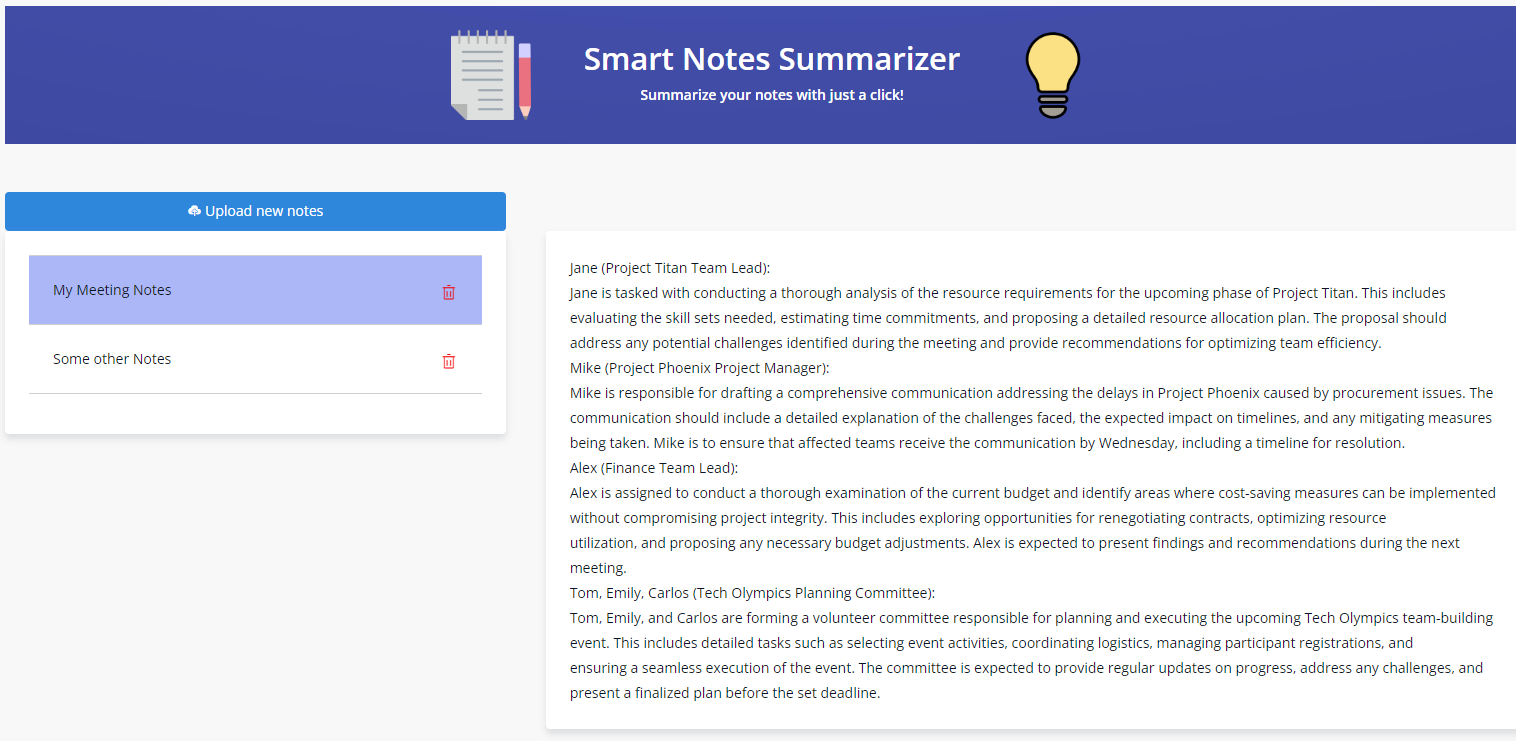 Smart Notes Summarizer
Summarize your notes with just a click!
Upload new notes
My Meeting Notes
Some other Notes
Jane (Project Titan Team Lead):
Jane is tasked with conducting a thorough analysis of the resource requirements for the upcoming phase of Project Titan. This includes
evaluating the skill sets needed, estimating time commitments, and proposing a detailed resource allocation plan. The proposal should
address any potential challenges identified during the meeting and provide recommendations for optimizing team efficiency.
Mike (Project Phoenix Project Manager):
Mike is responsible for drafting a comprehensive communication addressing the delays in Project Phoenix caused by procurement issues. The
communication should include a detailed explanation of the challenges faced, the expected impact on timelines, and any mitigating measures
being taken. Mike is to ensure that affected teams receive the communication by Wednesday, including a timeline for resolution.
Alex (Finance Team Lead):
Alex is assigned to conduct a thorough examination of the current budget and identify areas where cost-saving measures can be implemented
without compromising project integrity. This includes exploring opportunities for renegotiating contracts, optimizing resource
utilization, and proposing any necessary budget adjustments. Alex is expected to present findings and recommendations during the next
meeting.
Tom, Emily, Carlos (Tech Olympics Planning Committee):
Tom, Emily, and Carlos are forming a volunteer committee responsible for planning and executing the upcoming Tech Olympics team-building
event. This includes detailed tasks such as selecting event activities, coordinating logistics, managing participant registrations, and
ensuring a seamless execution of the event. The committee is expected to provide regular updates on progress, address any challenges, and
present a finalized plan before the set deadline.